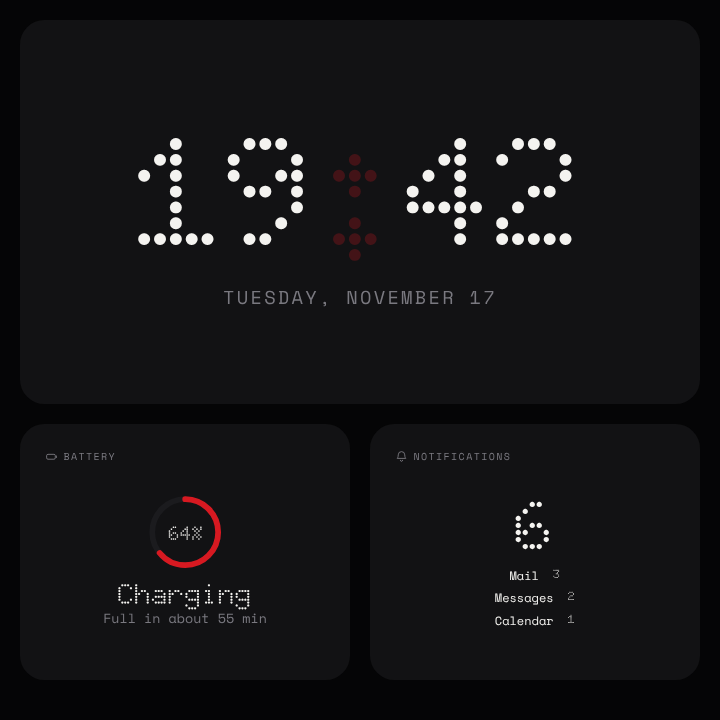 19:42
TUESDAY, NOVEMBER 17
BATTERY
64%
Charging
Full in about 55 min
NOTIFICATIONS
6
Mail 3
Messages 2
Calendar 1